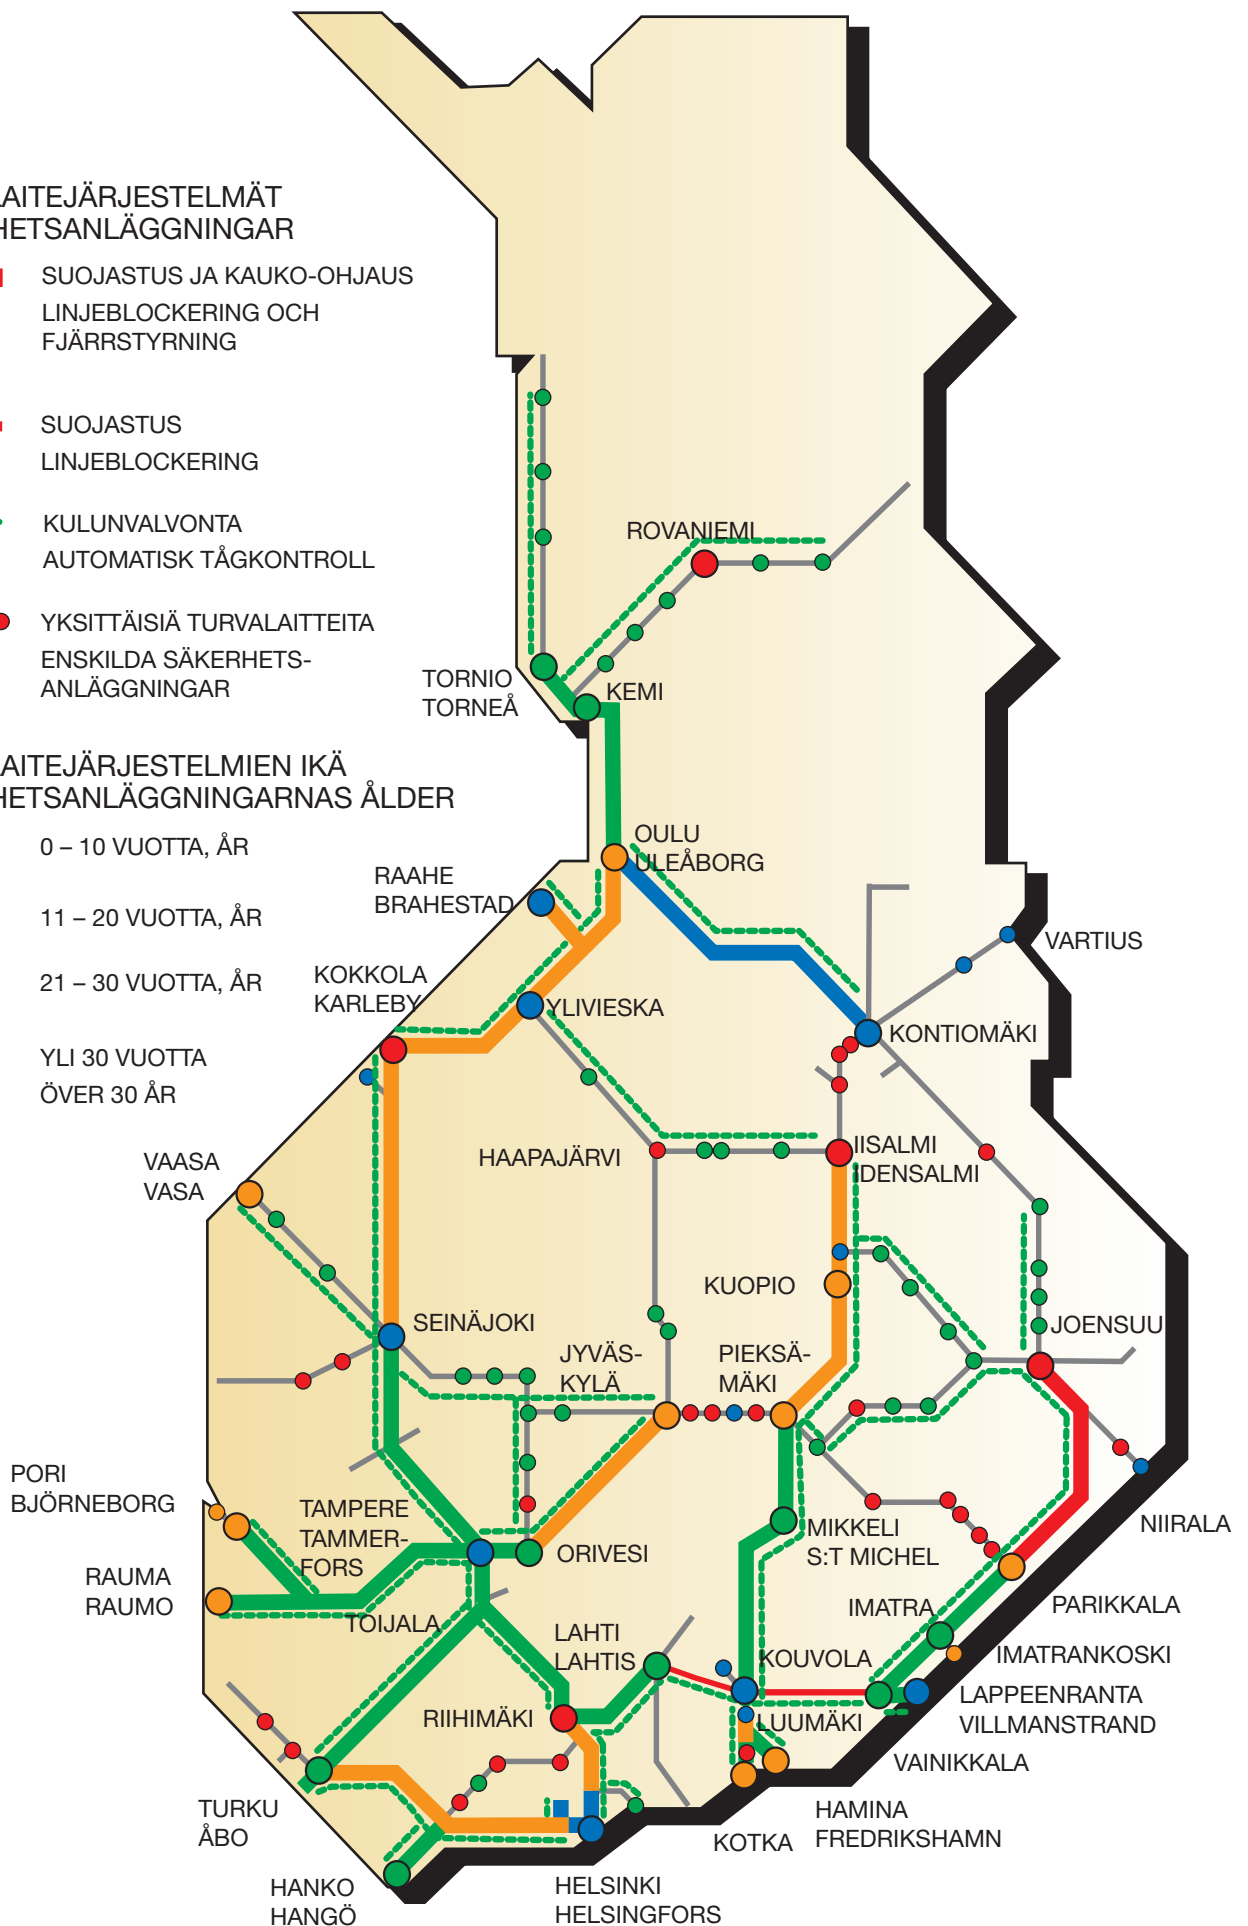 AITEJÄRJESTELMÄT
HETSANLÄGGNINGAR
SUOJASTUS JA KAUKO-OHJAUS
LINJEBLOCKERING OCH
FJÄRRSTYRNING
SUOJASTUS
LINJEBLOCKERING
KULUNVALVONTA
AUTOMATISK TÅGKONTROLL
YKSITTÄISIÄ TURVALAITTEITA
ENSKILDA SÄKERHETS-
ANLÄGGNINGAR
AITEJÄRJESTELMIEN IKÄ
HETSANLÄGGNINGARNAS ÅLDER
0 – 10 VUOTTA, ÅR
11 – 20 VUOTTA, ÅR
21 – 30 VUOTTA, ÅR
YLI 30 VUOTTA
ÖVER 30 ÅR
ROVANIEMI
TORNIO
TORNEÅ
KEMI
OULU
ULEÅBORG
RAAHE
BRAHESTAD
VARTIUS
KOKKOLA
KARLEBY
YLIVIESKA
KONTIOMÄKI
HAAPAJÄRVI
IISALMI
IDENSALMI
VAASA
VASA
KUOPIO
SEINÄJOKI
JOENSUU
JYVÄS-
KYLÄ
PIEKSÄ-
MÄKI
PORI
BJÖRNEBORG
TAMPERE
TAMMER-
FORS
ORIVESI
MIKKELI
S:T MICHEL
NIIRALA
RAUMA
RAUMO
TOIJALA
IMATRA
PARIKKALA
LAHTI
LAHTIS
KOUVOLA
IMATRANKOSKI
RIIHIMÄKI
LUUMÄKI
LAPPEENRANTA
VILLMANSTRAND
VAINIKKALA
TURKU
ÅBO
HAMINA
FREDRIKSHAMN
KOTKA
HANKO
HANGÖ
HELSINKI
HELSINGFORS